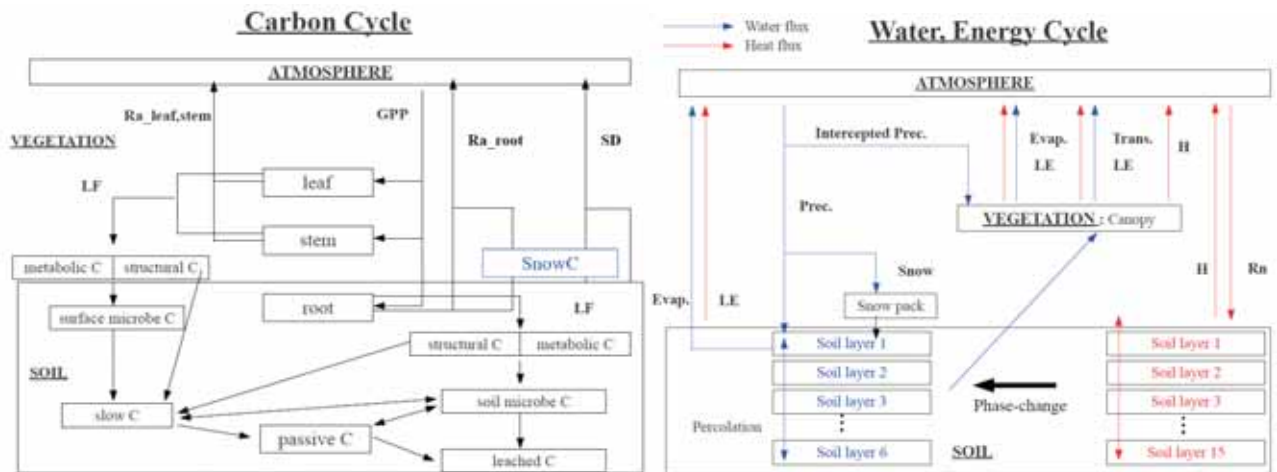 Carbon Cycle
ATMOSPHERE
Ra_leaf,stem
GPP
Ra_root
SD
VEGETATION
LF
leaf
stem
SnowC
metabolic C
structural C
root
LF
surface microbe C
structural C
metabolic C
SOIL
slow C
soil microbe C
passive C
leached C
Water flux
Heat flux
Water, Energy Cycle
ATMOSPHERE
Intercepted Prec.
Evap.
LE
Trans.
LE
H
Prec.
VEGETATION : Canopy
Snow
H
Rn
Evap.
LE
Snow pack
Soil layer 1
Soil layer 2
Soil layer 3
Soil layer 6
Percolation
Phase-change
SOIL
Soil layer 1
Soil layer 2
Soil layer 3
Soil layer 15